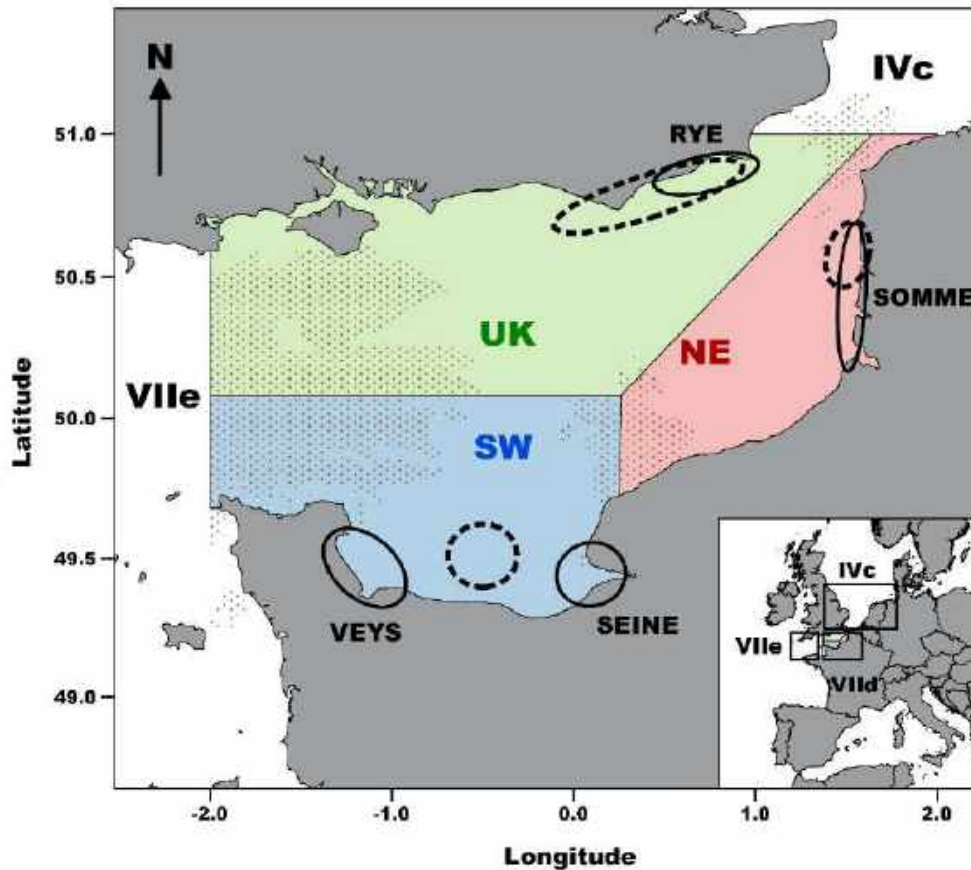 N
IVc
51.0
RYE
50.5
SOMME
UK
NE
VIIe
50.0
SW
Latitude
49.5
VEYS
SEINE
IVc
VIIe
VIId
49.0
-2.0
-1.0
0.0
1.0
2.0
Longitude